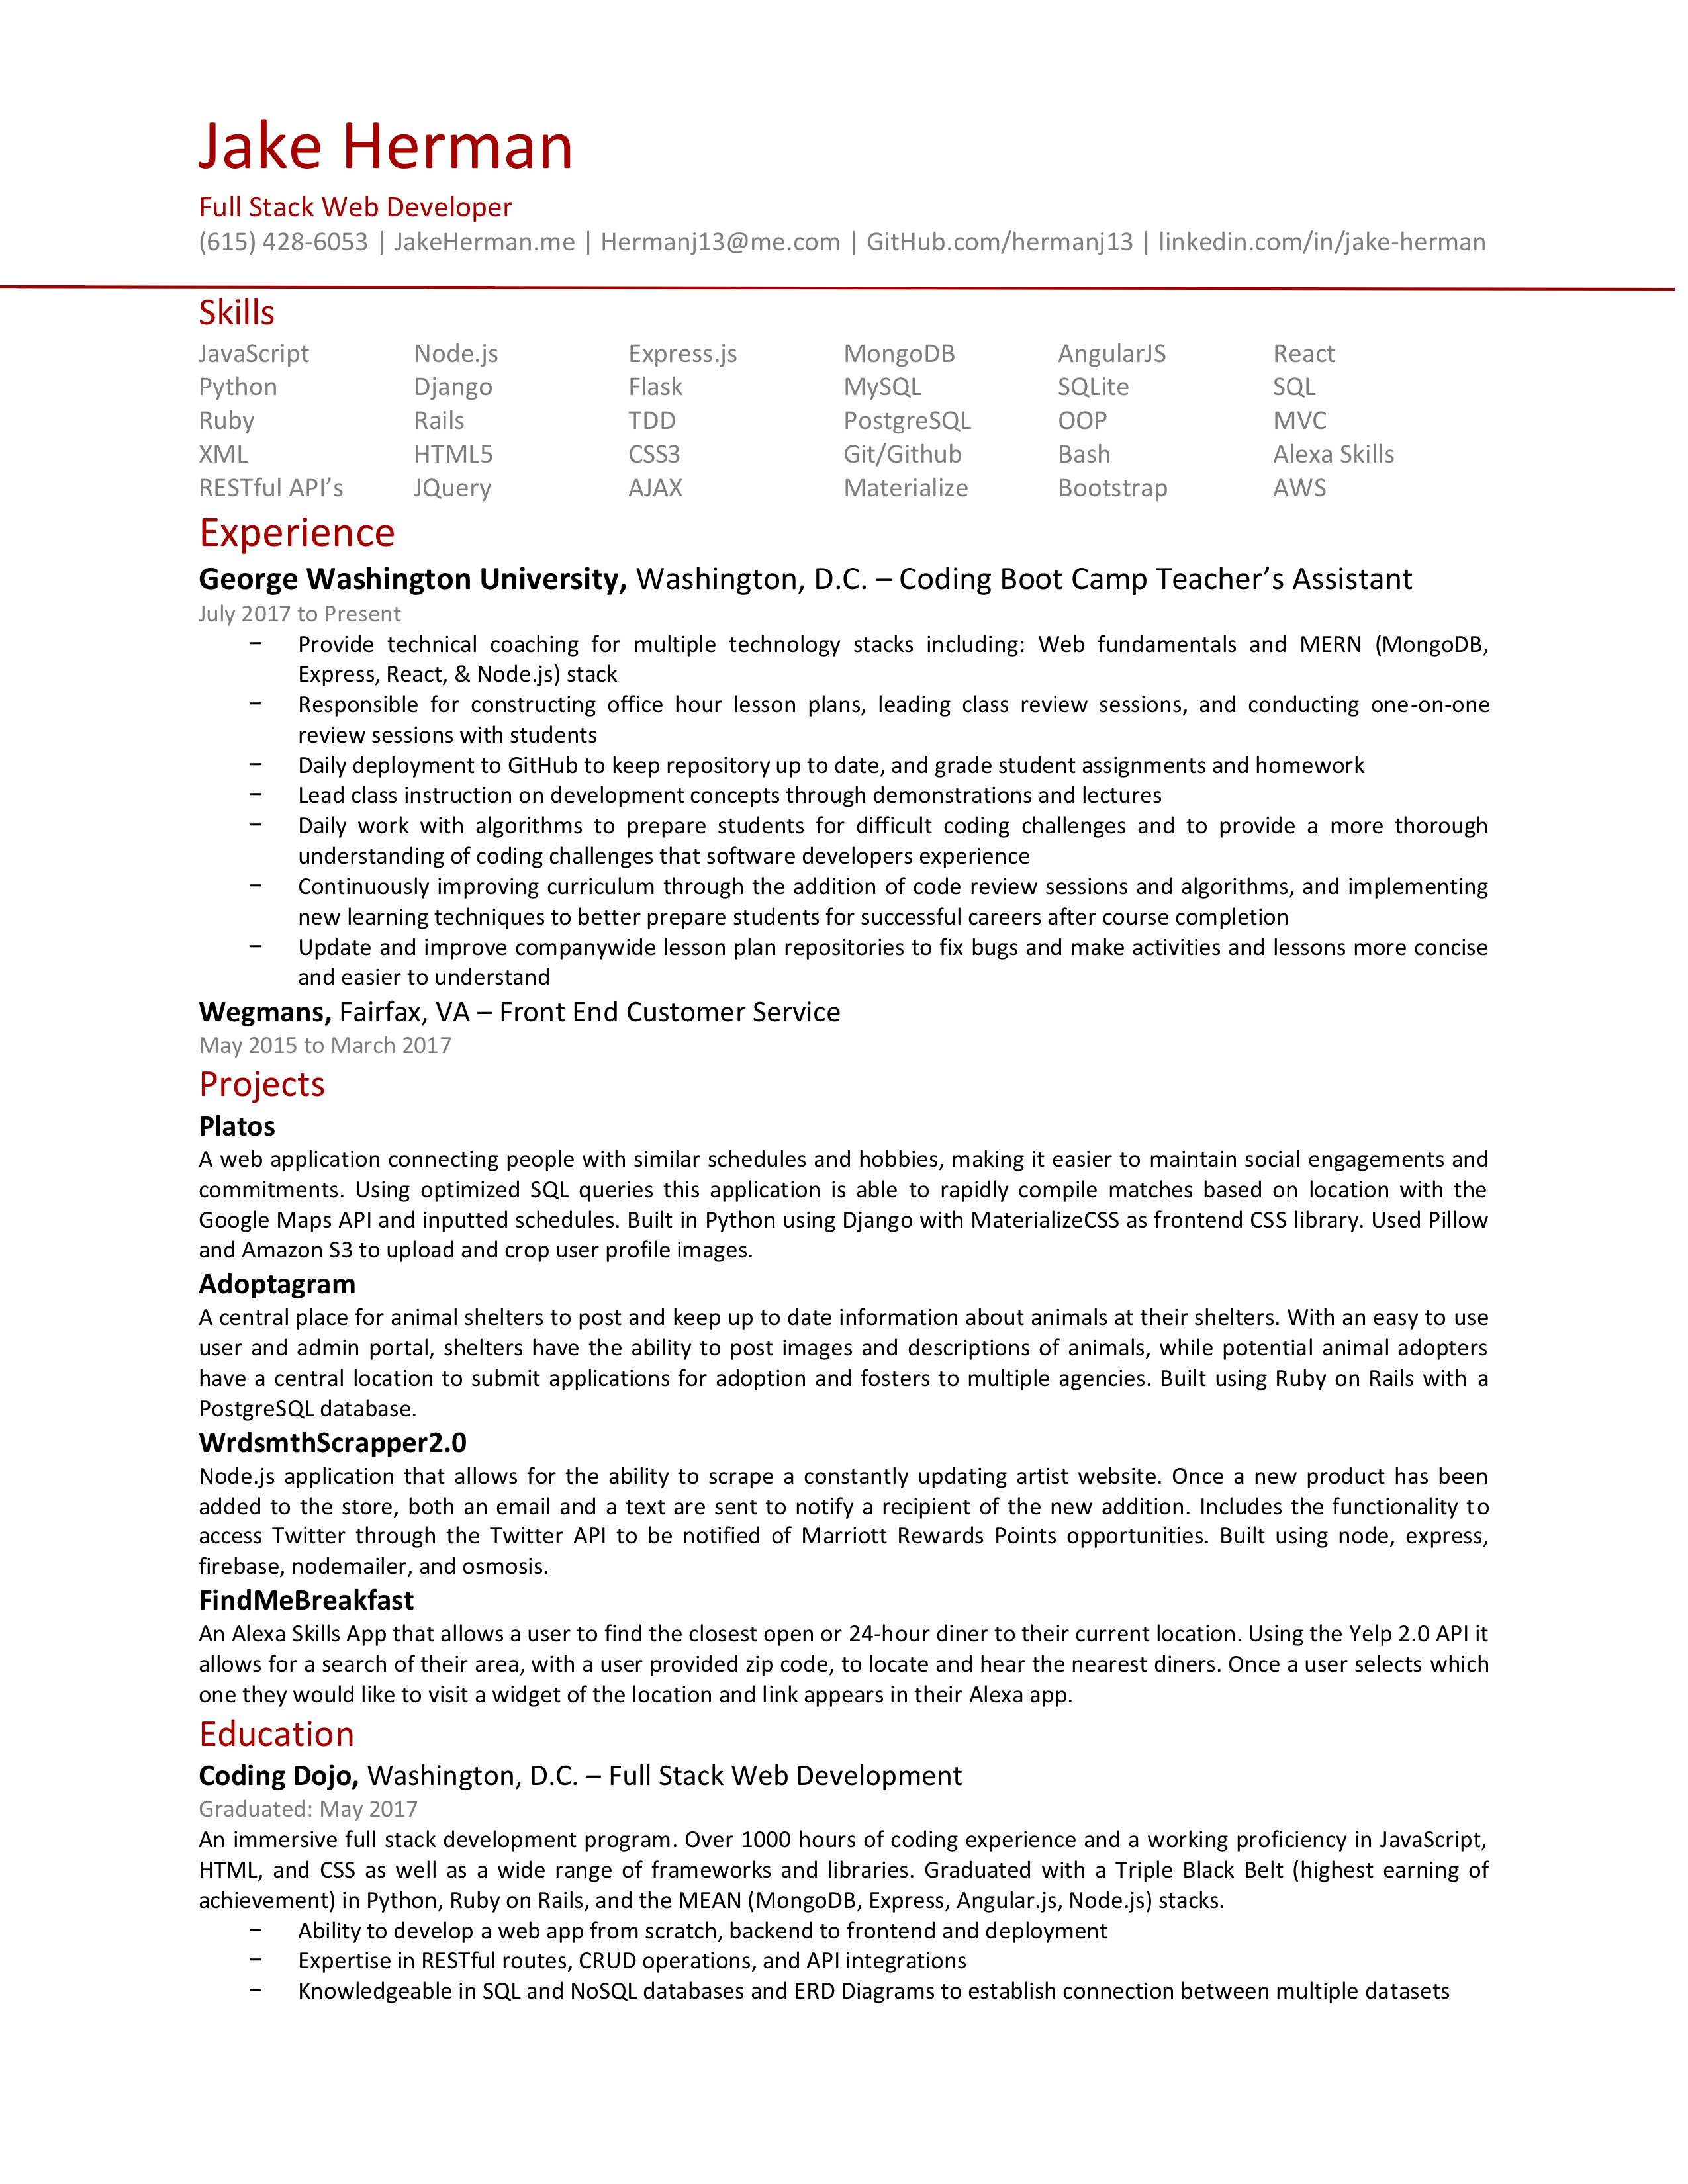 Jake Herman
Full Stack Web Developer
(615) 428-6053 | JakeHerman.me | Hermanj13@me.com | GitHub.com/hermanj13 | linkedin.com/in/jake-herman
Skills
JavaScript Node.js Express.js MongoDB AngularJS React
Python Django Flask MySQL SQLite SQL
Ruby Rails TDD PostgreSQL OOP MVC
XML HTML5 CSS3 Git/Github Bash Alexa Skills
RESTful API’s JQuery AJAX Materialize Bootstrap AWS
Experience
George Washington University, Washington, D.C. – Coding Boot Camp Teacher’s Assistant
July 2017 to Present
− Provide technical coaching for multiple technology stacks including: Web fundamentals and MERN (MongoDB,
Express, React, & Node.js) stack
− Responsible for constructing office hour lesson plans, leading class review sessions, and conducting one-on-one
review sessions with students
− Daily deployment to GitHub to keep repository up to date, and grade student assignments and homework
− Lead class instruction on development concepts through demonstrations and lectures
− Daily work with algorithms to prepare students for difficult coding challenges and to provide a more thorough
understanding of coding challenges that software developers experience
− Continuously improving curriculum through the addition of code review sessions and algorithms, and implementing
new learning techniques to better prepare students for successful careers after course completion
− Update and improve companywide lesson plan repositories to fix bugs and make activities and lessons more concise
and easier to understand
Wegmans, Fairfax, VA – Front End Customer Service
May 2015 to March 2017
Projects
Platos
A web application connecting people with similar schedules and hobbies, making it easier to maintain social engagements and
commitments. Using optimized SQL queries this application is able to rapidly compile matches based on location with the
Google Maps API and inputted schedules. Built in Python using Django with MaterializeCSS as frontend CSS library. Used Pillow
and Amazon S3 to upload and crop user profile images.
Adoptagram
A central place for animal shelters to post and keep up to date information about animals at their shelters. With an easy to use
user and admin portal, shelters have the ability to post images and descriptions of animals, while potential animal adopters
have a central location to submit applications for adoption and fosters to multiple agencies. Built using Ruby on Rails with a
PostgreSQL database.
WrdsmthScrapper2.0
Node.js application that allows for the ability to scrape a constantly updating artist website. Once a new product has been
added to the store, both an email and a text are sent to notify a recipient of the new addition. Includes the functionality to
access Twitter through the Twitter API to be notified of Marriott Rewards Points opportunities. Built using node, express,
firebase, nodemailer, and osmosis.
FindMeBreakfast
An Alexa Skills App that allows a user to find the closest open or 24-hour diner to their current location. Using the Yelp 2.0 API it
allows for a search of their area, with a user provided zip code, to locate and hear the nearest diners. Once a user selects which
one they would like to visit a widget of the location and link appears in their Alexa app.
Education
Coding Dojo, Washington, D.C. – Full Stack Web Development
Graduated: May 2017
An immersive full stack development program. Over 1000 hours of coding experience and a working proficiency in JavaScript,
HTML, and CSS as well as a wide range of frameworks and libraries. Graduated with a Triple Black Belt (highest earning of
achievement) in Python, Ruby on Rails, and the MEAN (MongoDB, Express, Angular.js, Node.js) stacks.
− Ability to develop a web app from scratch, backend to frontend and deployment
− Expertise in RESTful routes, CRUD operations, and API integrations
− Knowledgeable in SQL and NoSQL databases and ERD Diagrams to establish connection between multiple datasets